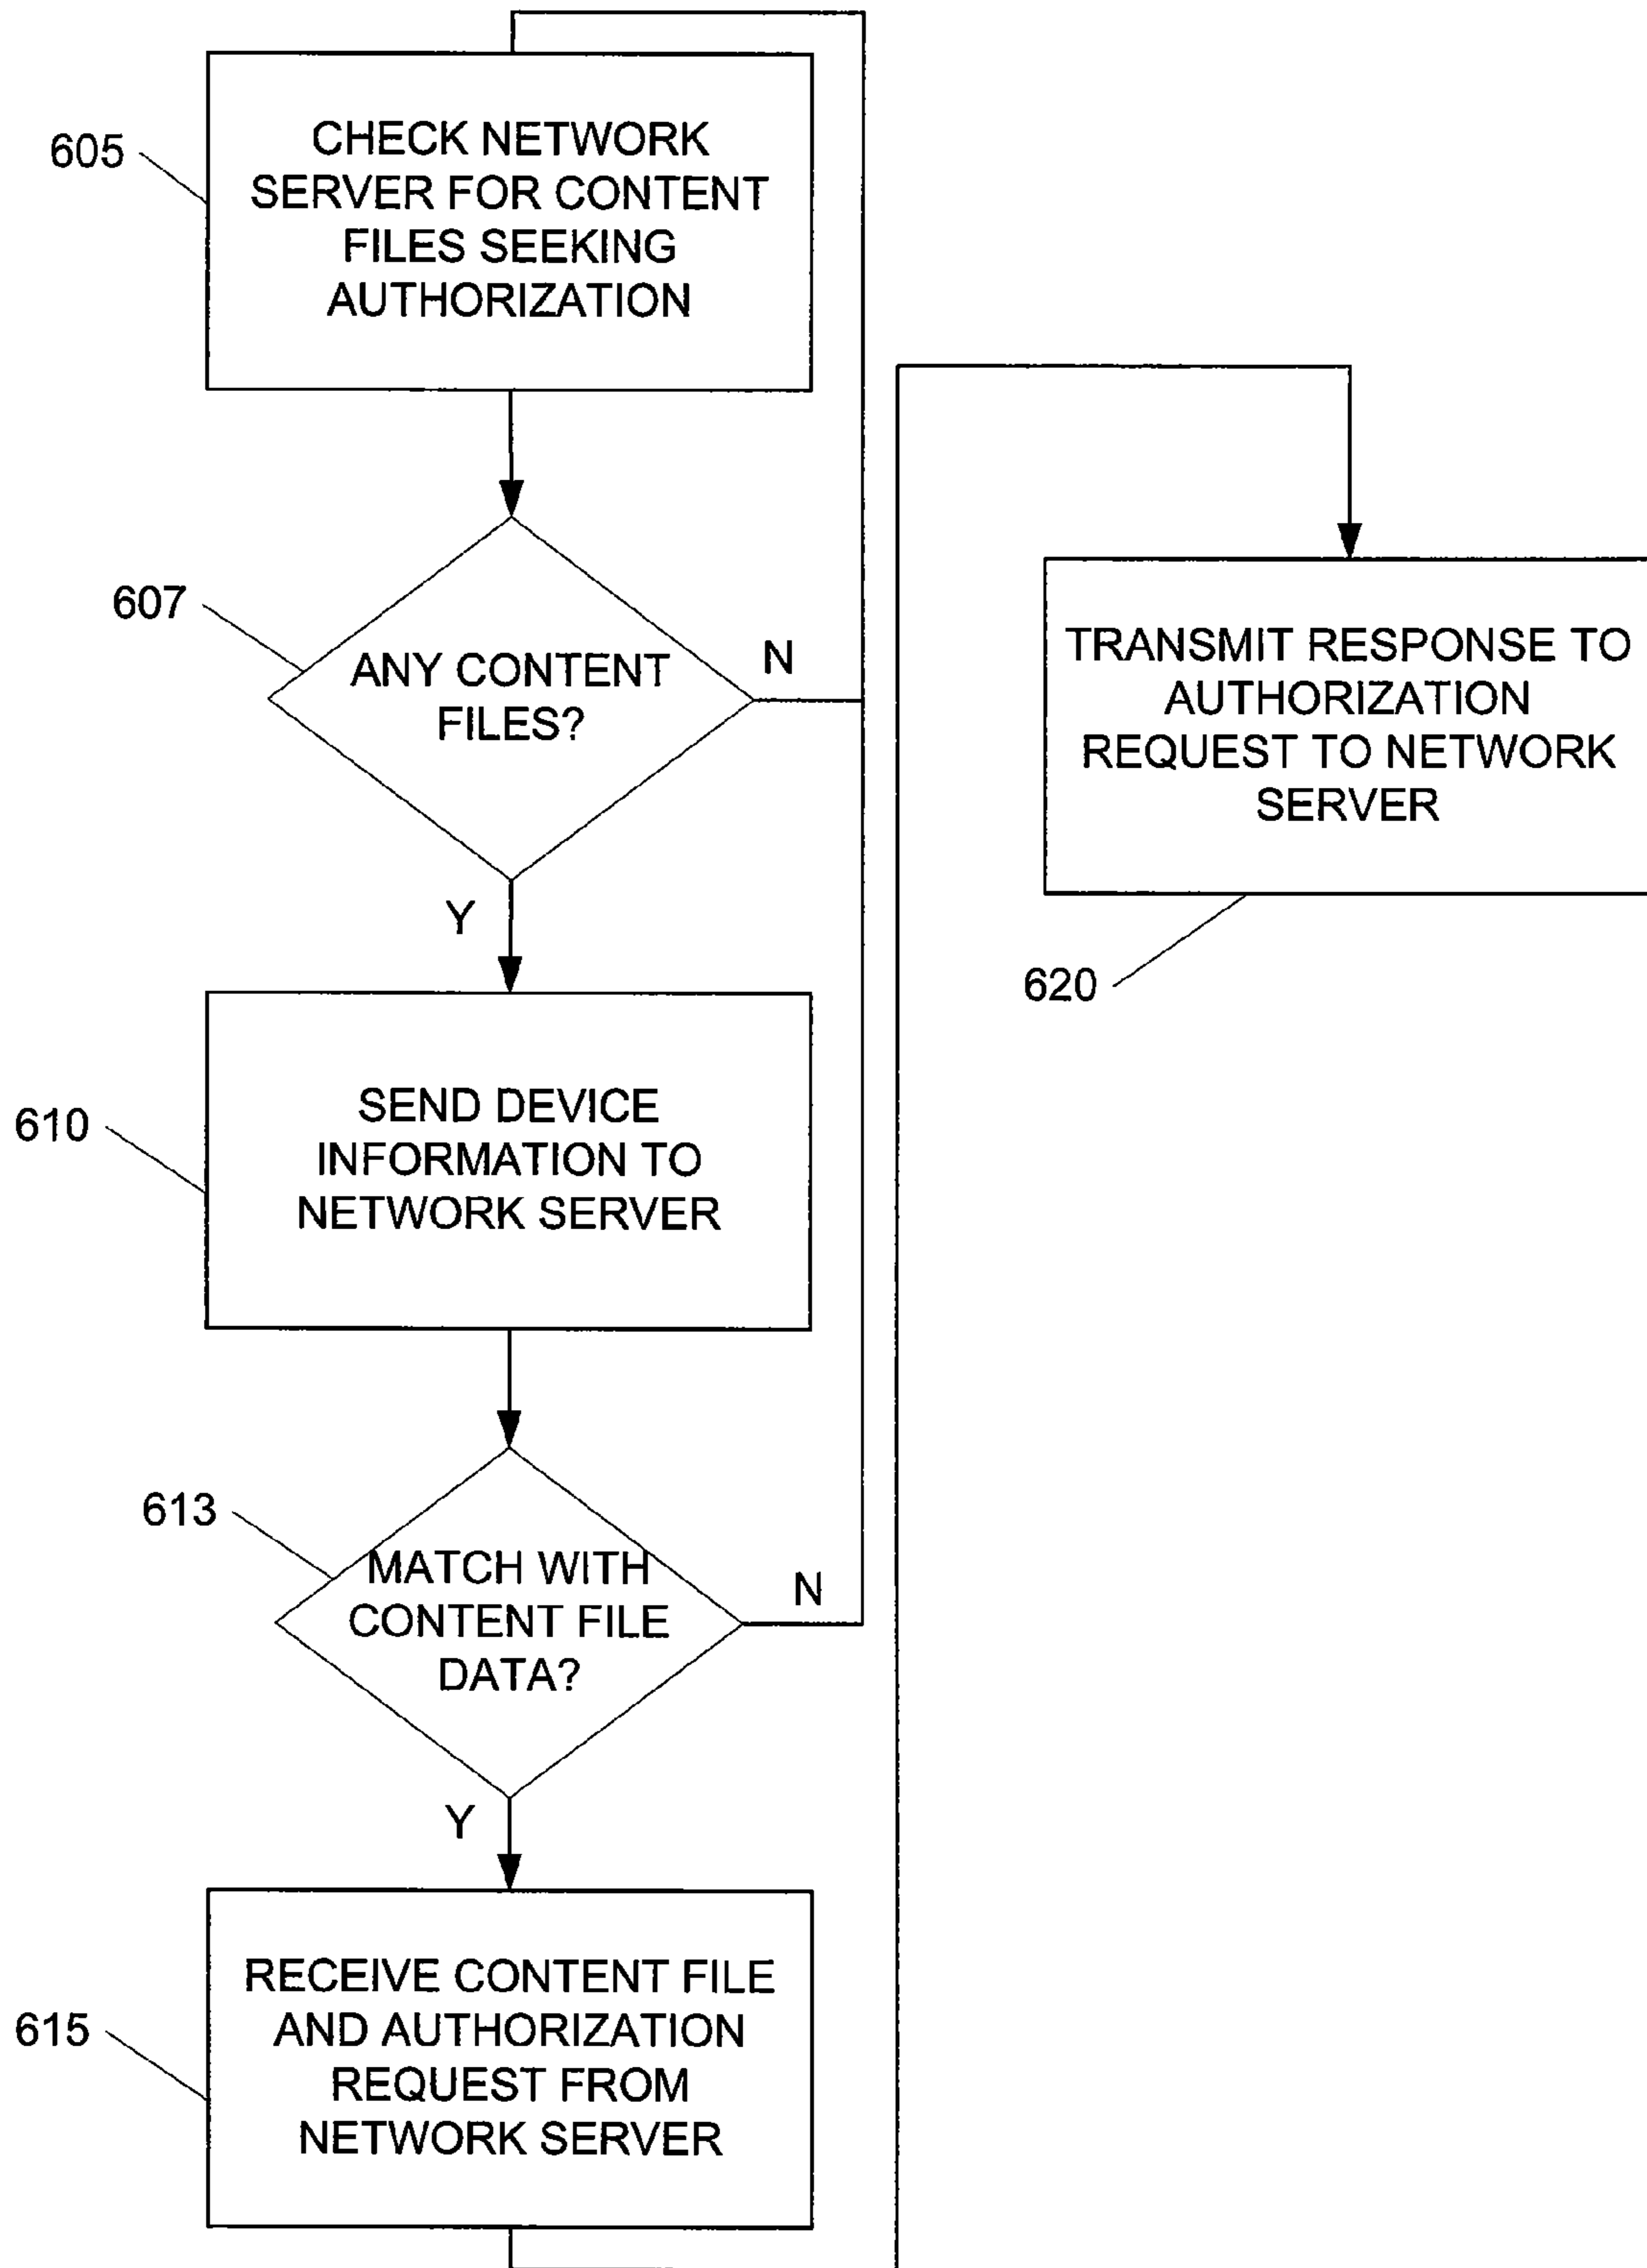 605
CHECK NETWORK
SERVER FOR CONTENT
FILES SEEKING
AUTHORIZATION
607
ANY CONTENT
FILES?
N
Y
610
SEND DEVICE
INFORMATION TO
NETWORK SERVER
613
MATCH WITH
CONTENT FILE
DATA?
N
Y
615
RECEIVE CONTENT FILE
AND AUTHORIZATION
REQUEST FROM
NETWORK SERVER
TRANSMIT RESPONSE TO
AUTHORIZATION
REQUEST TO NETWORK
SERVER
620